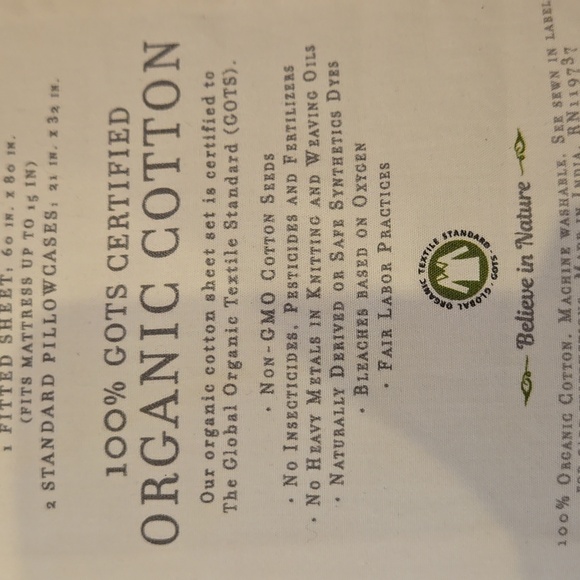 1 FITTED SHEET: 60 IN. X 80 IN.
(FITS MATTRESS UP TO 15 IN)
2 STANDARD PILLOWCASES: 21 IN. X 32 IN.
100% GOTS CERTIFIED
ORGANIC COTTON
Our organic cotton sheet set is certified to
The Global Organic Textile Standard (GOTS).
· Non-GMO Cotton Seeds
· No Insecticides, Pesticides and Fertilizers
· No Heavy Metals in Knitting and Weaving Oils
· Naturally Derived or Safe Synthetics Dyes
· Bleaches based on Oxygen
· Fair Labor Practices
GLOBAL ORGANIC TEXTILE STANDARD · GOTS ·
Believe in Nature
100% Organic Cotton. Machine washable. See sewn in label
India. RN119737